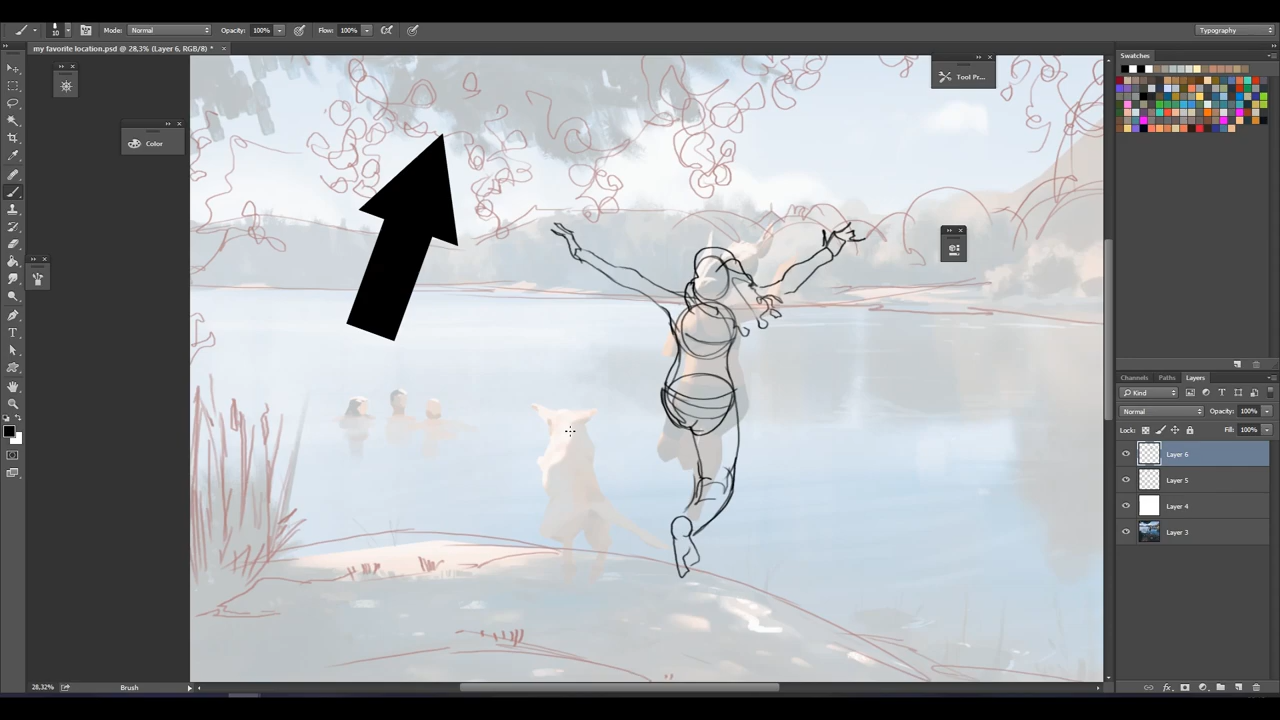 10 Mode: Normal Opacity: 100% Flow: 100% Typography
my favorite location.psd @ 28,3% (Layer 6, RGB/8) * ×
Swatches
Tool Pr...
Color
Channels Paths Layers
Kind
Normal Opacity: 100%
Lock: Fill: 100%
Layer 6
Layer 5
Layer 4
Layer 3
28,32% Brush